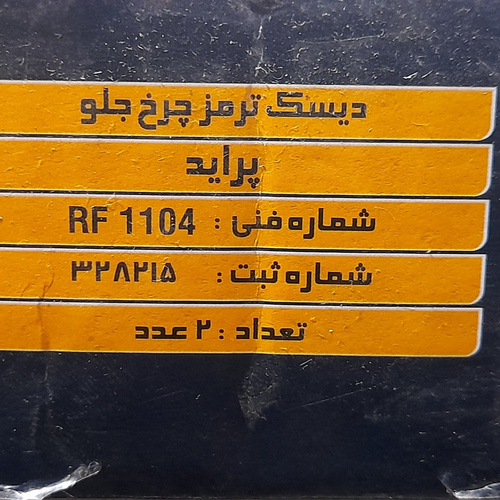 دیسک ترمز چرخ جلو
پراید
شماره فنی : RF 1104
شماره ثبت : ۳۲۸۲۱۵
تعداد : ۲ عدد